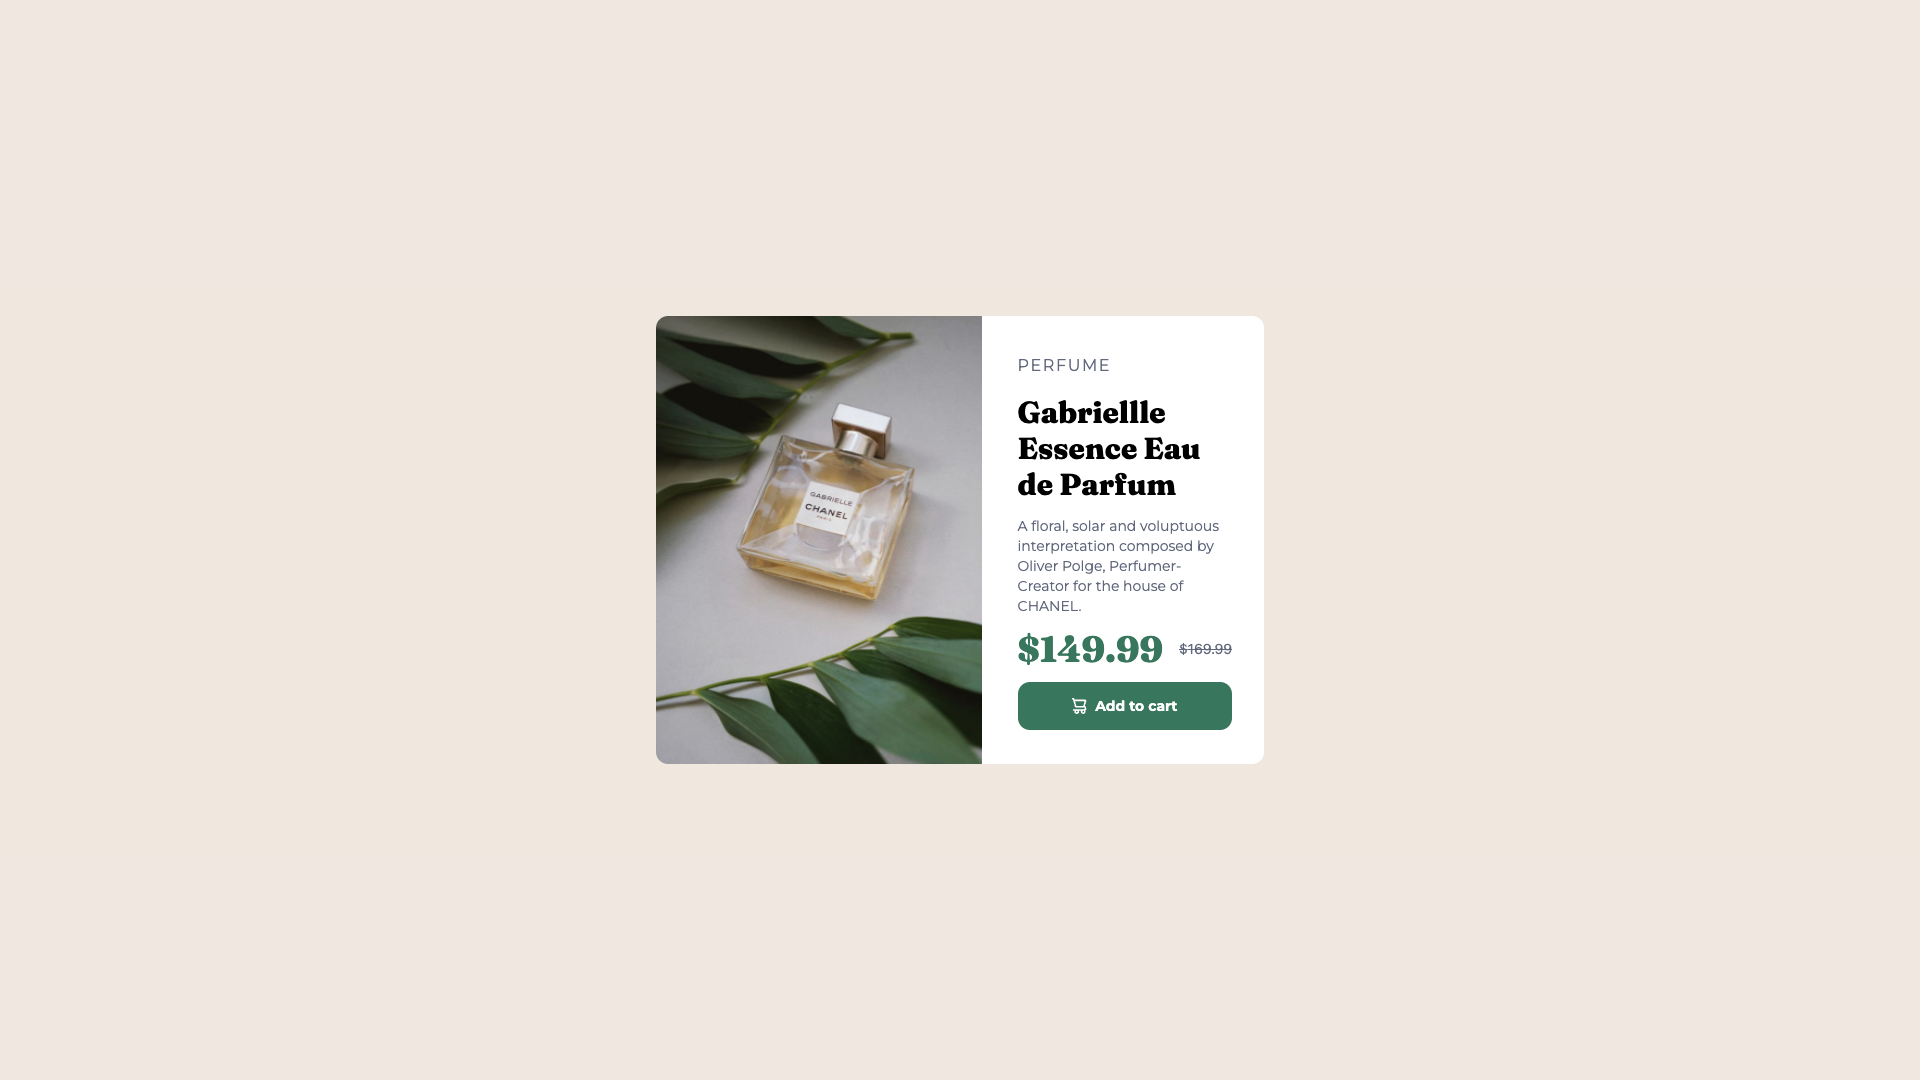 PERFUME
Gabriellle
Essence Eau
de Parfum
A floral, solar and voluptuous
interpretation composed by
Oliver Polge, Perfumer-
Creator for the house of
CHANEL.
$149.99 $169.99
Add to cart
GABRIELLE
CHANEL
PARIS